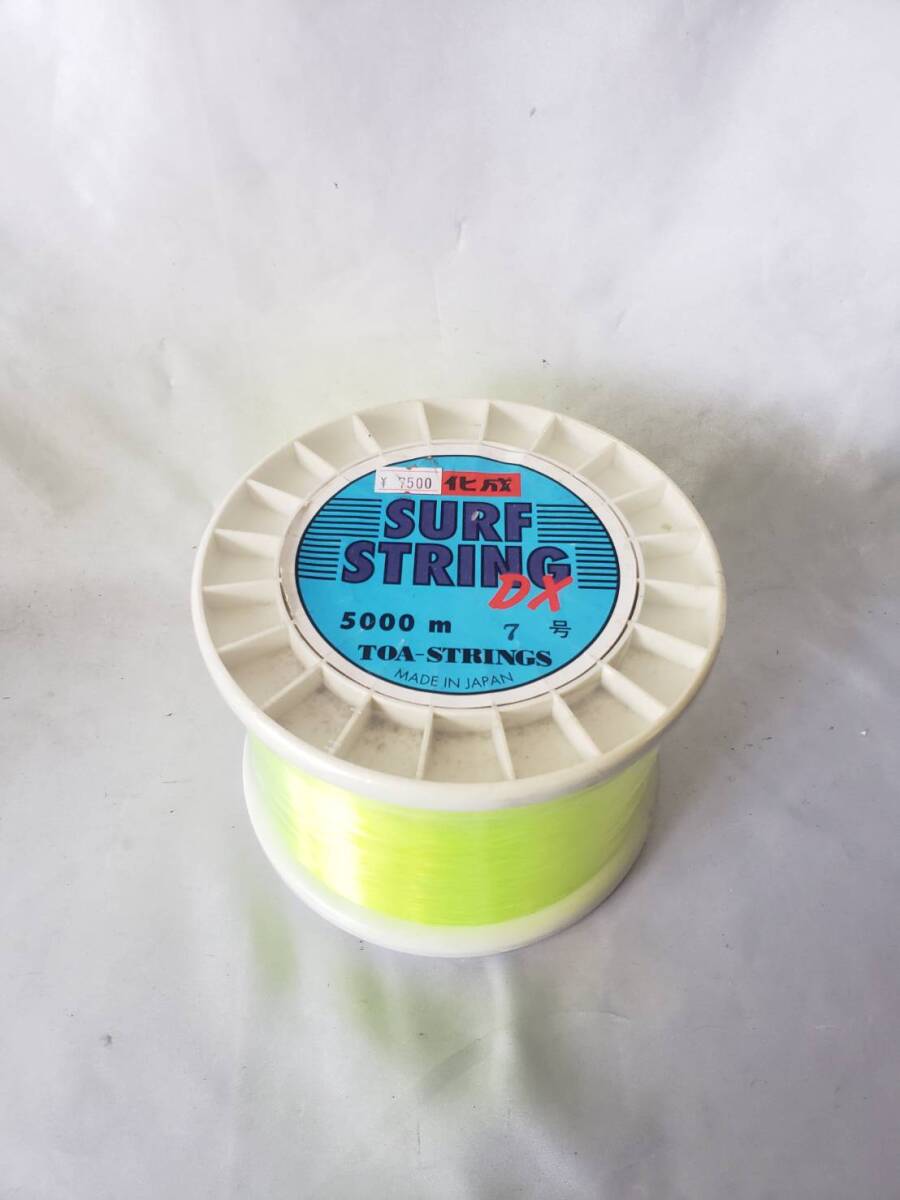 ¥ 7500 化成
SURF
STRING
DX
5000 m 7 号
TOA-STRINGS
MADE IN JAPAN